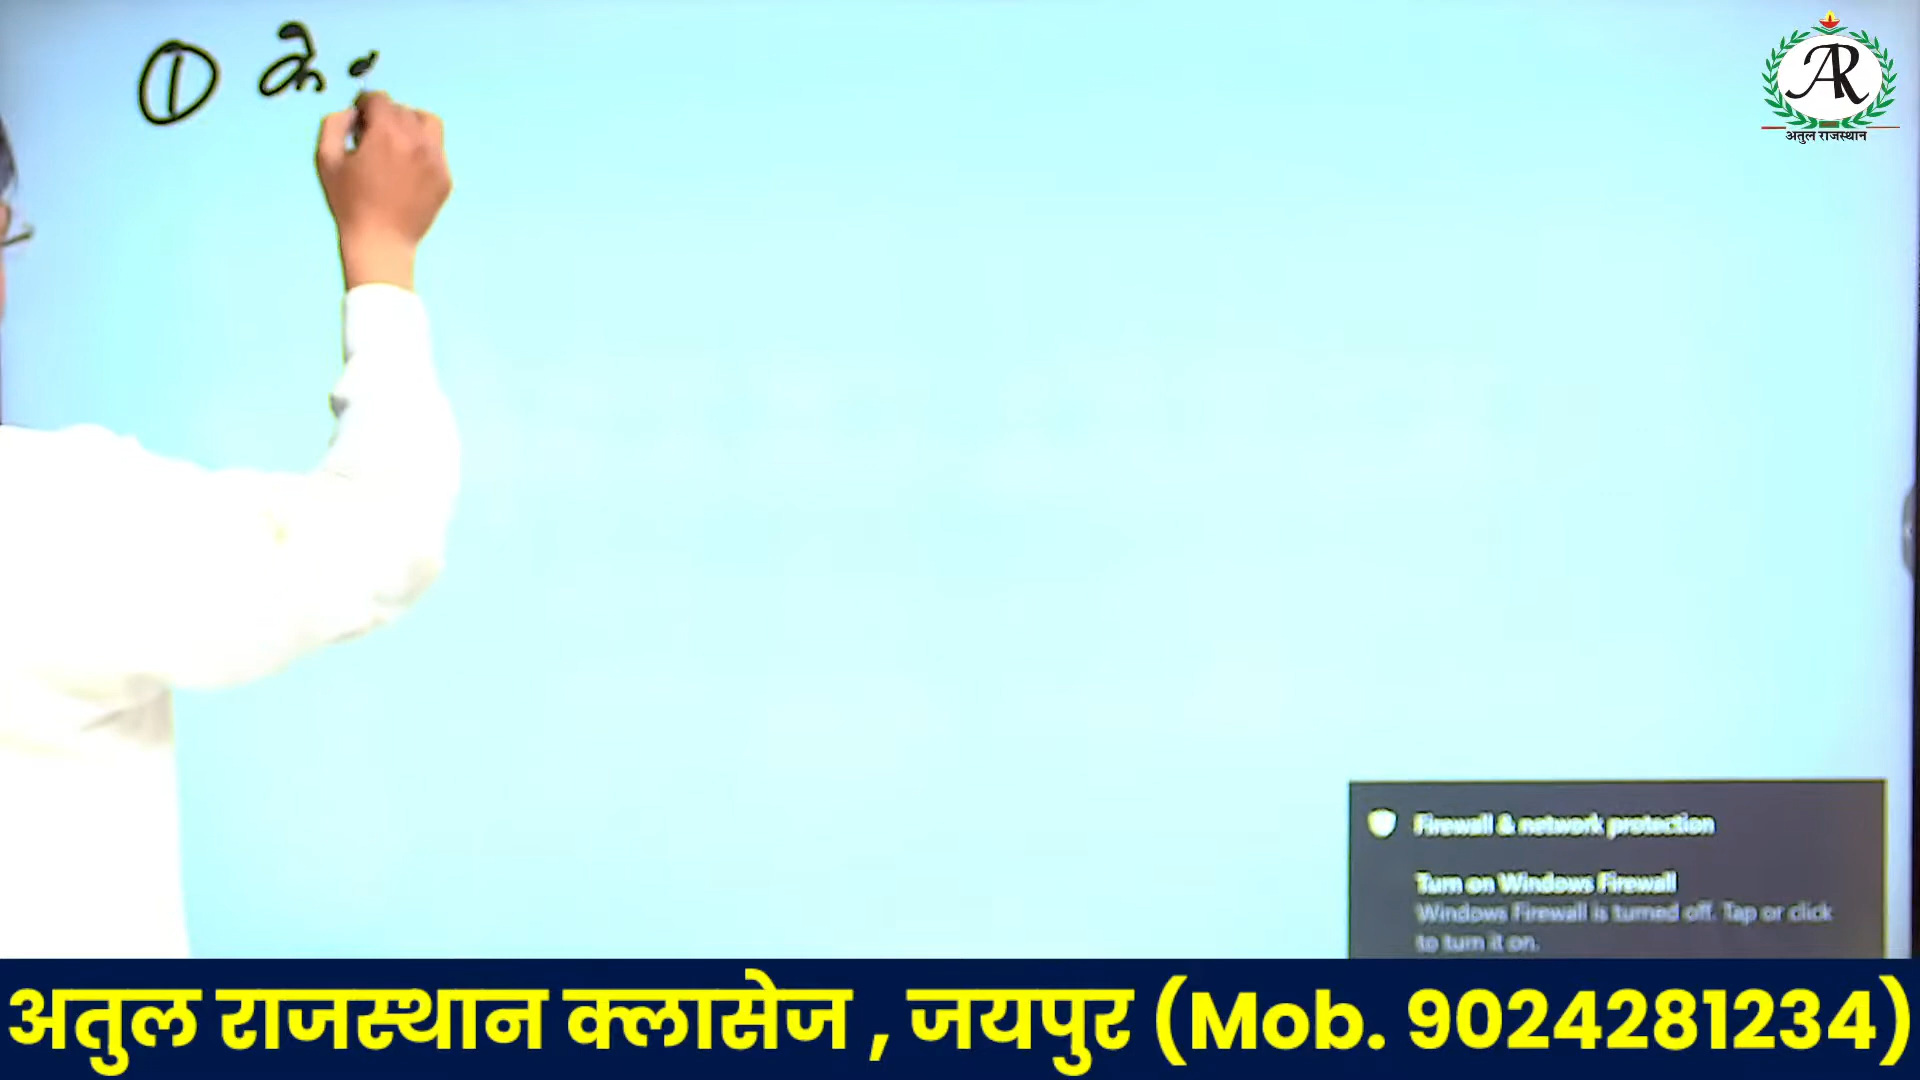 ① के
अतुल राजस्थान
Firewall & network protection
Turn on Windows Firewall
Windows Firewall is turned off. Tap or click
to turn it on.
अतुल राजस्थान क्लासेज , जयपुर (Mob. 9024281234)